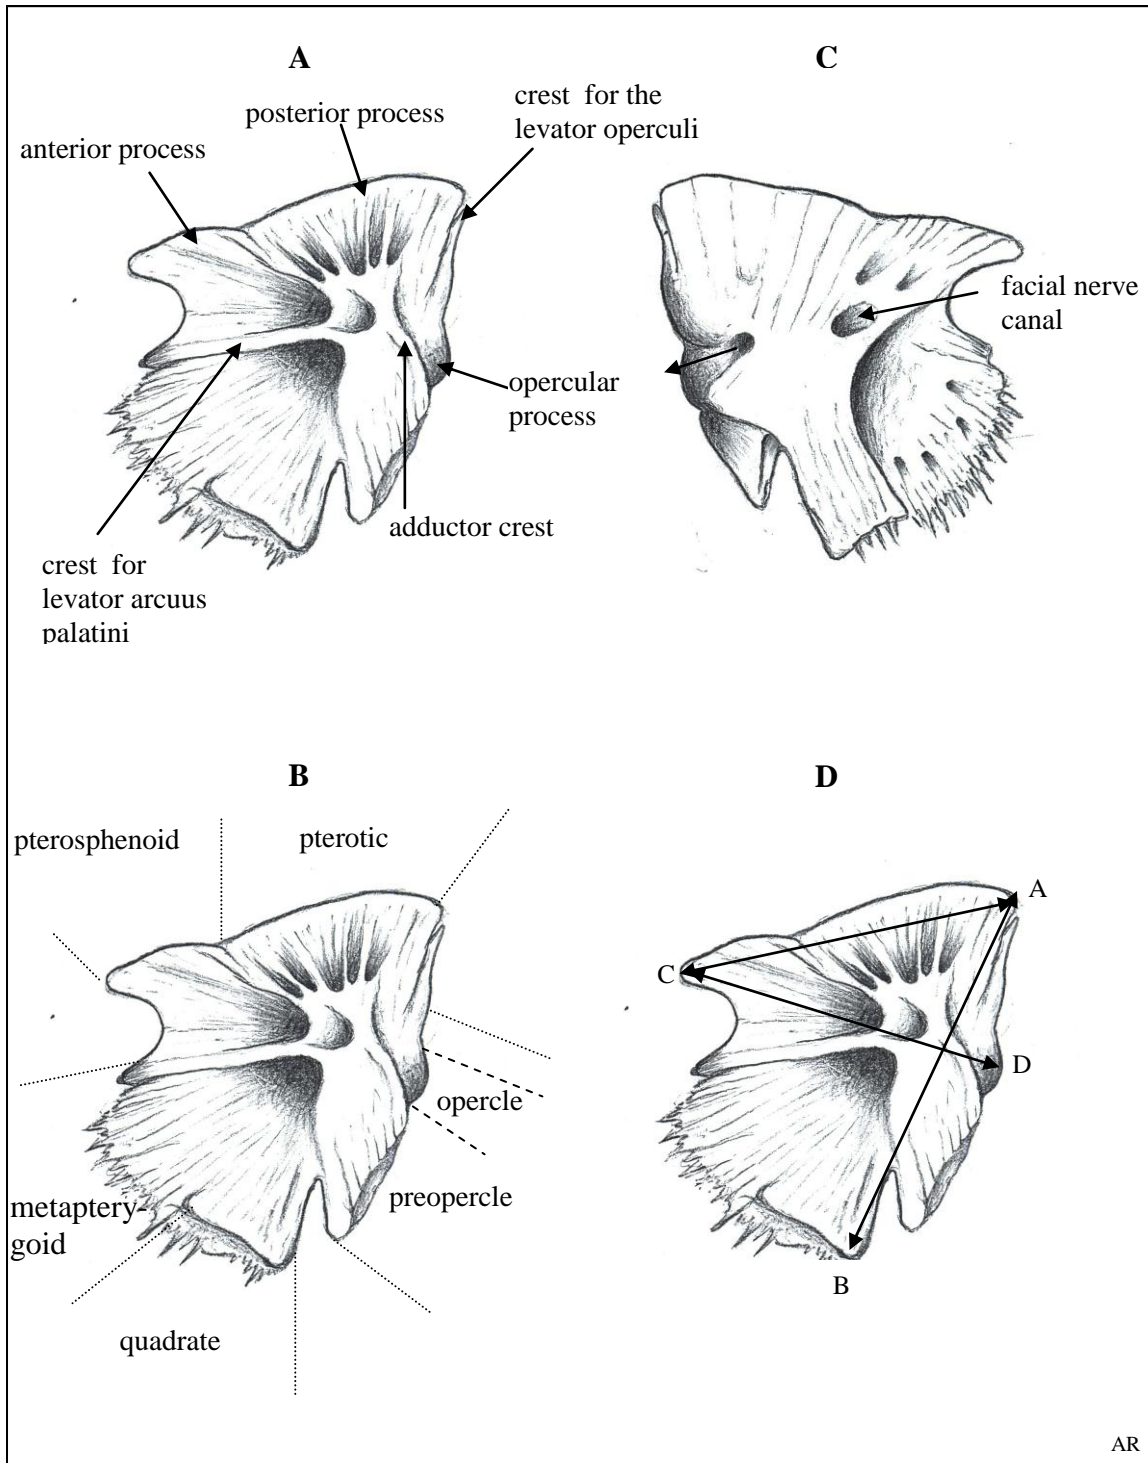 A
C
crest for the
levator operculi
posterior process
anterior process
facial nerve
canal
opercular
process
adductor crest
crest for
levator arcuus
palatini
B
D
pterosphenoid
pterotic
A
C
opercle
D
preopercle
metaptery-
goid
B
quadrate
AR